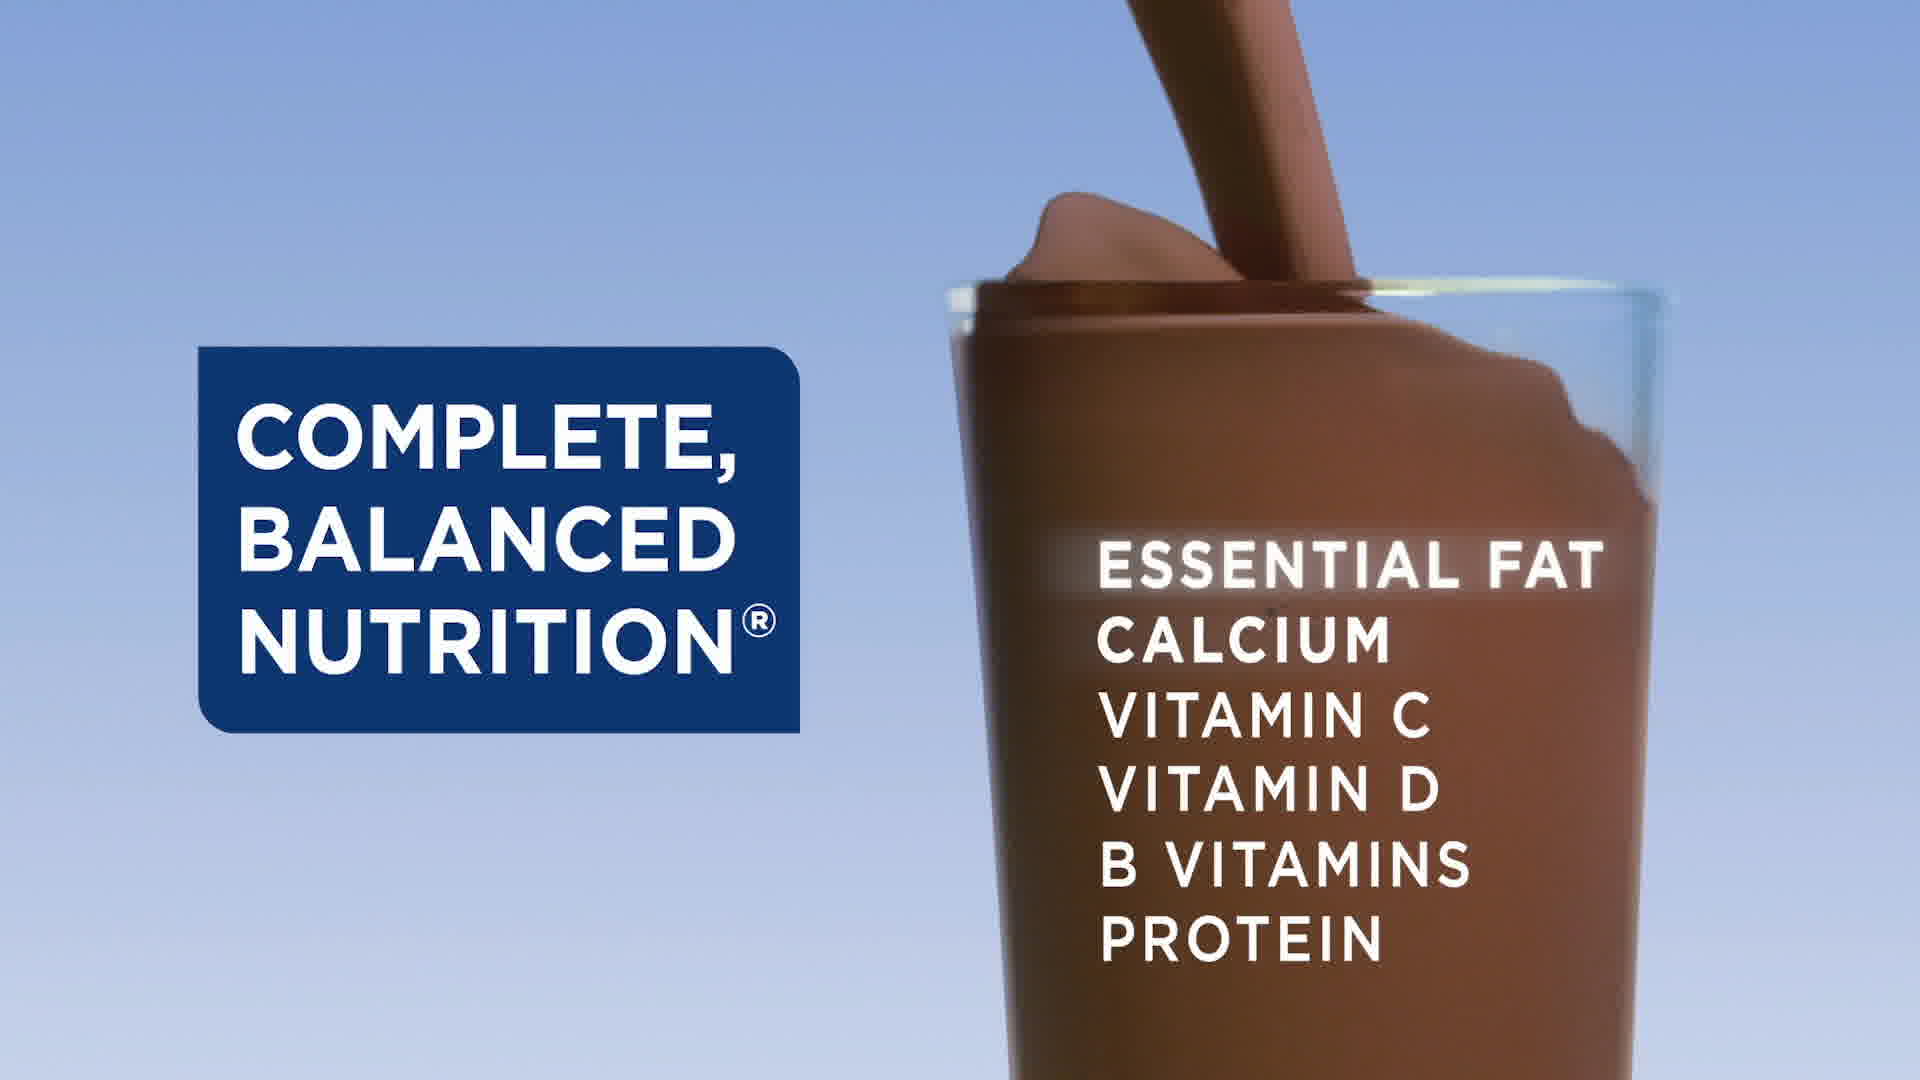 COMPLETE,
BALANCED
NUTRITION®
ESSENTIAL FAT
CALCIUM
VITAMIN C
VITAMIN D
B VITAMINS
PROTEIN